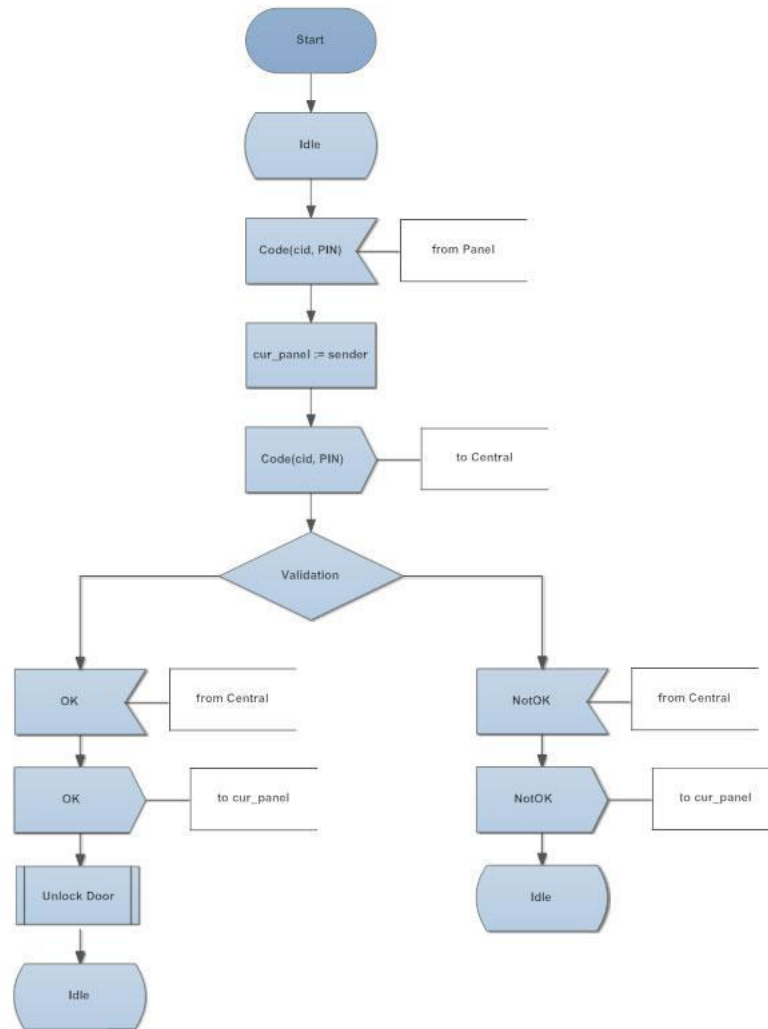 Start
Idle
Code(cid, PIN)
from Panel
cur_panel := sender
Code(cid, PIN)
to Central
Validation
OK
from Central
NotOK
from Central
OK
to cur_panel
NotOK
to cur_panel
Unlock Door
Idle
Idle